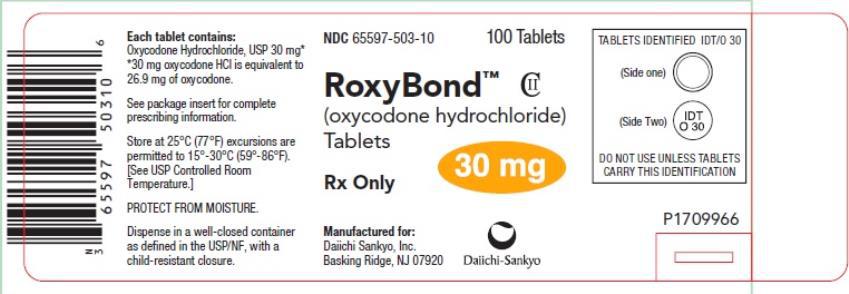 Each tablet contains:
Oxycodone Hydrochloride, USP 30 mg*
*30 mg oxycodone HCl is equivalent to
26.9 mg of oxycodone.
See package insert for complete
prescribing information.
Store at 25°C (77°F) excursions are
permitted to 15°-30°C (59°-86°F).
[See USP Controlled Room
Temperature.]
PROTECT FROM MOISTURE.
Dispense in a well-closed container
as defined in the USP/NF, with a
child-resistant closure.
N
3
65597 50310
6
NDC 65597-503-10 100 Tablets
RoxyBond™ CII
(oxycodone hydrochloride)
Tablets
30 mg
Rx Only
Manufactured for:
Daiichi Sankyo, Inc.
Basking Ridge, NJ 07920
Daiichi-Sankyo
TABLETS IDENTIFIED IDT/O 30
(Side one)
(Side Two) IDT
O 30
DO NOT USE UNLESS TABLETS
CARRY THIS IDENTIFICATION
P1709966